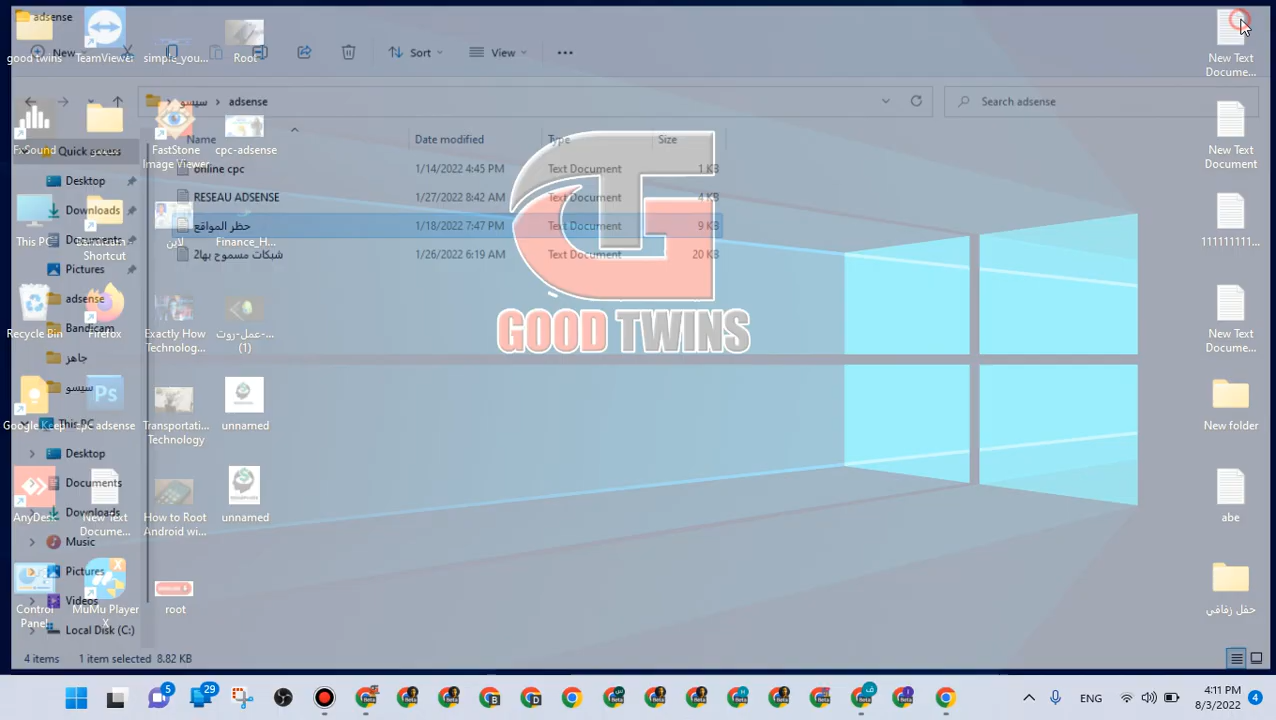 adsense
New
Sort
View
سيسو > adsense
Search adsense
Name
Date modified
Type
Size
online cpc
1/14/2022 4:45 PM
Text Document
1 KB
RESEAU ADSENSE
1/27/2022 8:42 AM
Text Document
4 KB
حظر المواقع
1/18/2022 7:47 PM
Text Document
9 KB
شبكات مسموح بها2
1/26/2022 6:19 AM
Text Document
20 KB
Quick access
Desktop
Downloads
Documents
Pictures
adsense
Bandicam
جاهز
سيسو
This PC
Desktop
Documents
Downloads
Music
Pictures
Videos
Local Disk (C:)
4 items
1 item selected 8.82 KB
good twins
TeamViewer
simple_you...
Root
FxSound
FastStone
Image Viewer
cpc-adsense
This PC
Shortcut
لاين
Finance_H...
Recycle Bin
Firefox
Exactly How
Technolog...
عمل-روت-...
(1)
Google Keep
cpc adsense
Transportati...
Technology
unnamed
AnyDesk
New Text
Docume...
How to Root
Android wi...
unnamed
Control
Panel
MuMu Player
X
root
GT
GOOD TWINS
New Text
Docume...
New Text
Document
111111111...
New Text
Docume...
New folder
abe
حفل زفافي
5
29
Beta
ENG
4:11 PM
8/3/2022
4